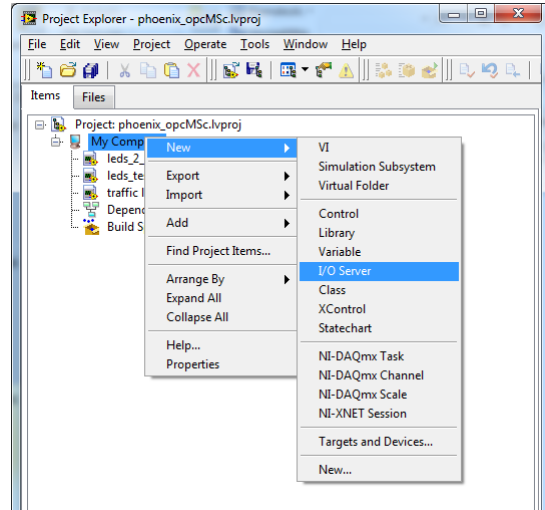 Project Explorer - phoenix_opcMSc.lvproj
File Edit View Project Operate Tools Window Help
Items Files
Project: phoenix_opcMSc.lvproj
My Comp
leds_2_
leds_te
traffic l
Depend
Build S
New
Export
Import
Add
Find Project Items...
Arrange By
Expand All
Collapse All
Help...
Properties
VI
Simulation Subsystem
Virtual Folder
Control
Library
Variable
I/O Server
Class
XControl
Statechart
NI-DAQmx Task
NI-DAQmx Channel
NI-DAQmx Scale
NI-XNET Session
Targets and Devices...
New...